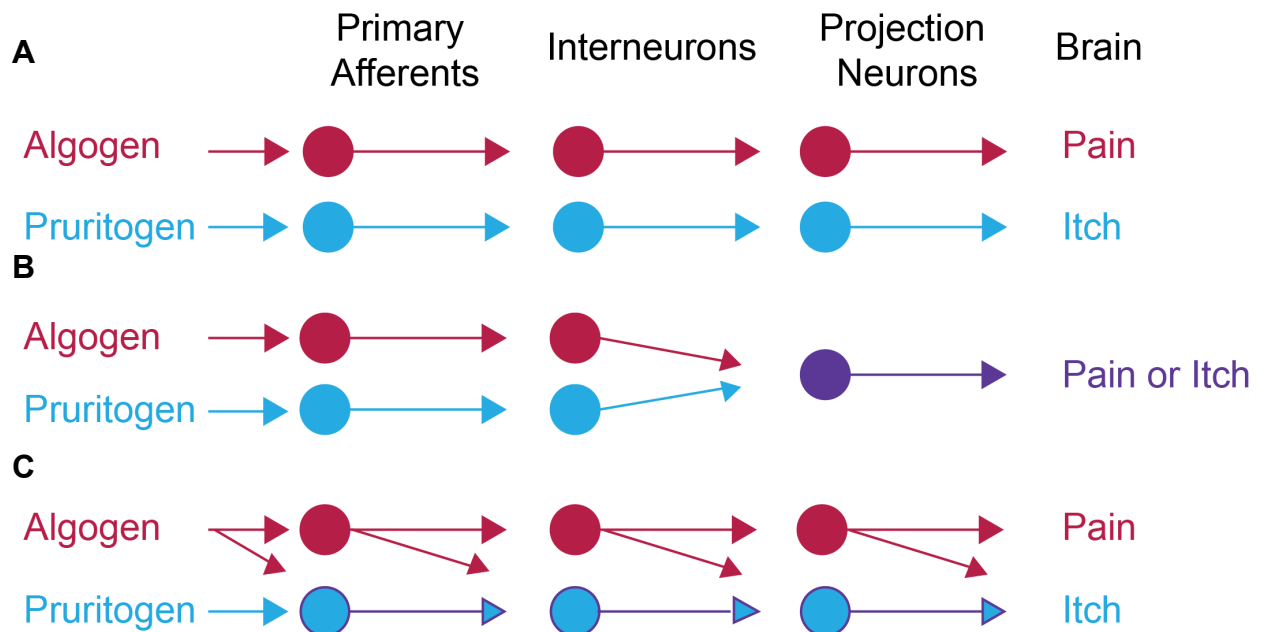 A
Primary
Afferents
Interneurons
Projection
Neurons
Brain
Algogen
Pain
Pruritogen
Itch
B
Algogen
Pruritogen
Pain or Itch
C
Algogen
Pain
Pruritogen
Itch